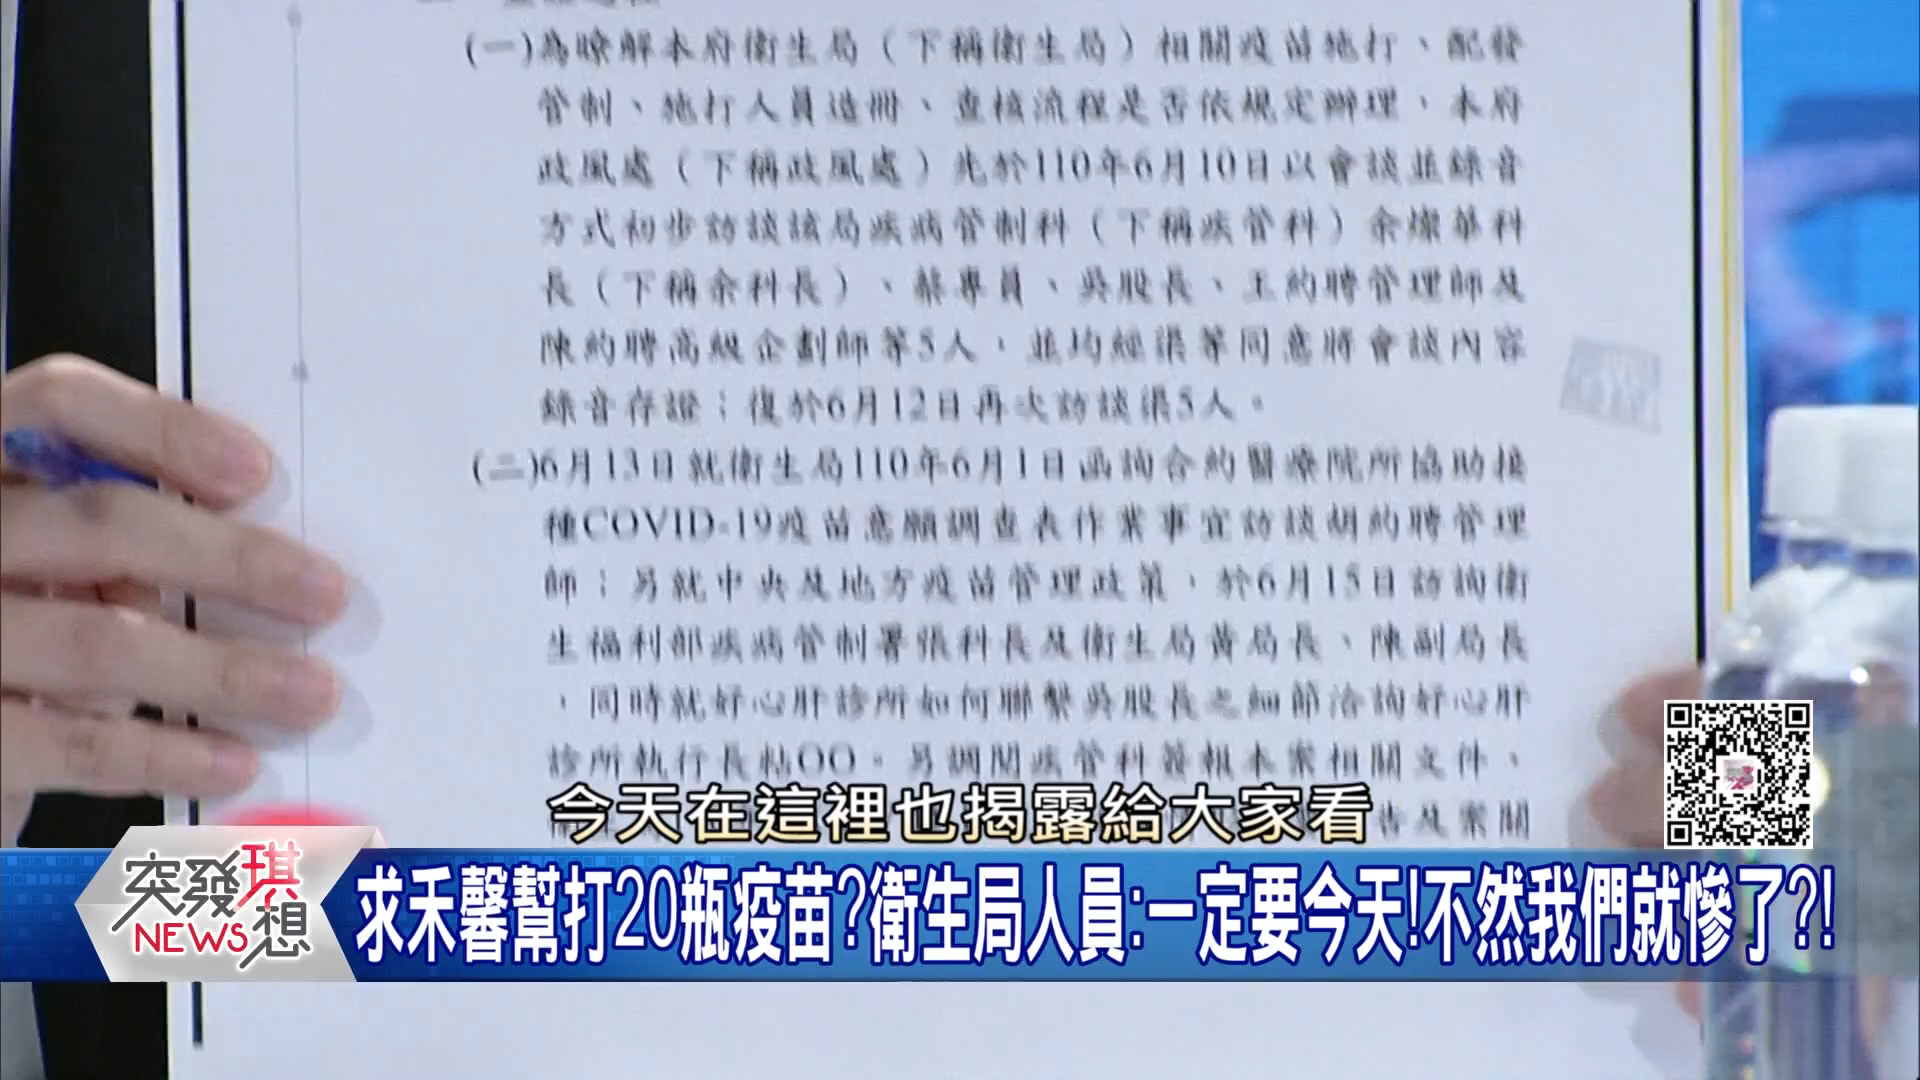 (一)為瞭解本府衛生局（下稱衛生局）相關疫苗施打、配發
管制、施打人員造冊、查核流程是否依規定辦理，本府
政風處（下稱政風處）先於110年6月10日以會談並錄音
方式初步訪談該局疾病管制科（下稱疾管科）余燦華科
長（下稱余科長）、蔡專員、吳股長、王約聘管理師及
陳約聘高級企劃師等5人，並均經渠等同意將會談內容
錄音存證；復於6月12日再次訪談渠5人。
(二)6月13日就衛生局110年6月1日函詢合約醫療院所協助接
種COVID-19疫苗意願調查表作業事宜訪談胡約聘管理
師；另就中央及地方疫苗管理政策，於6月15日訪詢衛
生福利部疾病管制署張科長及衛生局黃局長、陳副局長
，同時就好心肝診所如何聯繫吳股長之細節洽詢好心肝
診所執行長粘OO。另調閱疾管科簽報本案相關文件、
告及案關
今天在這裡也揭露給大家看
突發琪想
NEWS
求禾馨幫打20瓶疫苗?衛生局人員:一定要今天!不然我們就慘了?!